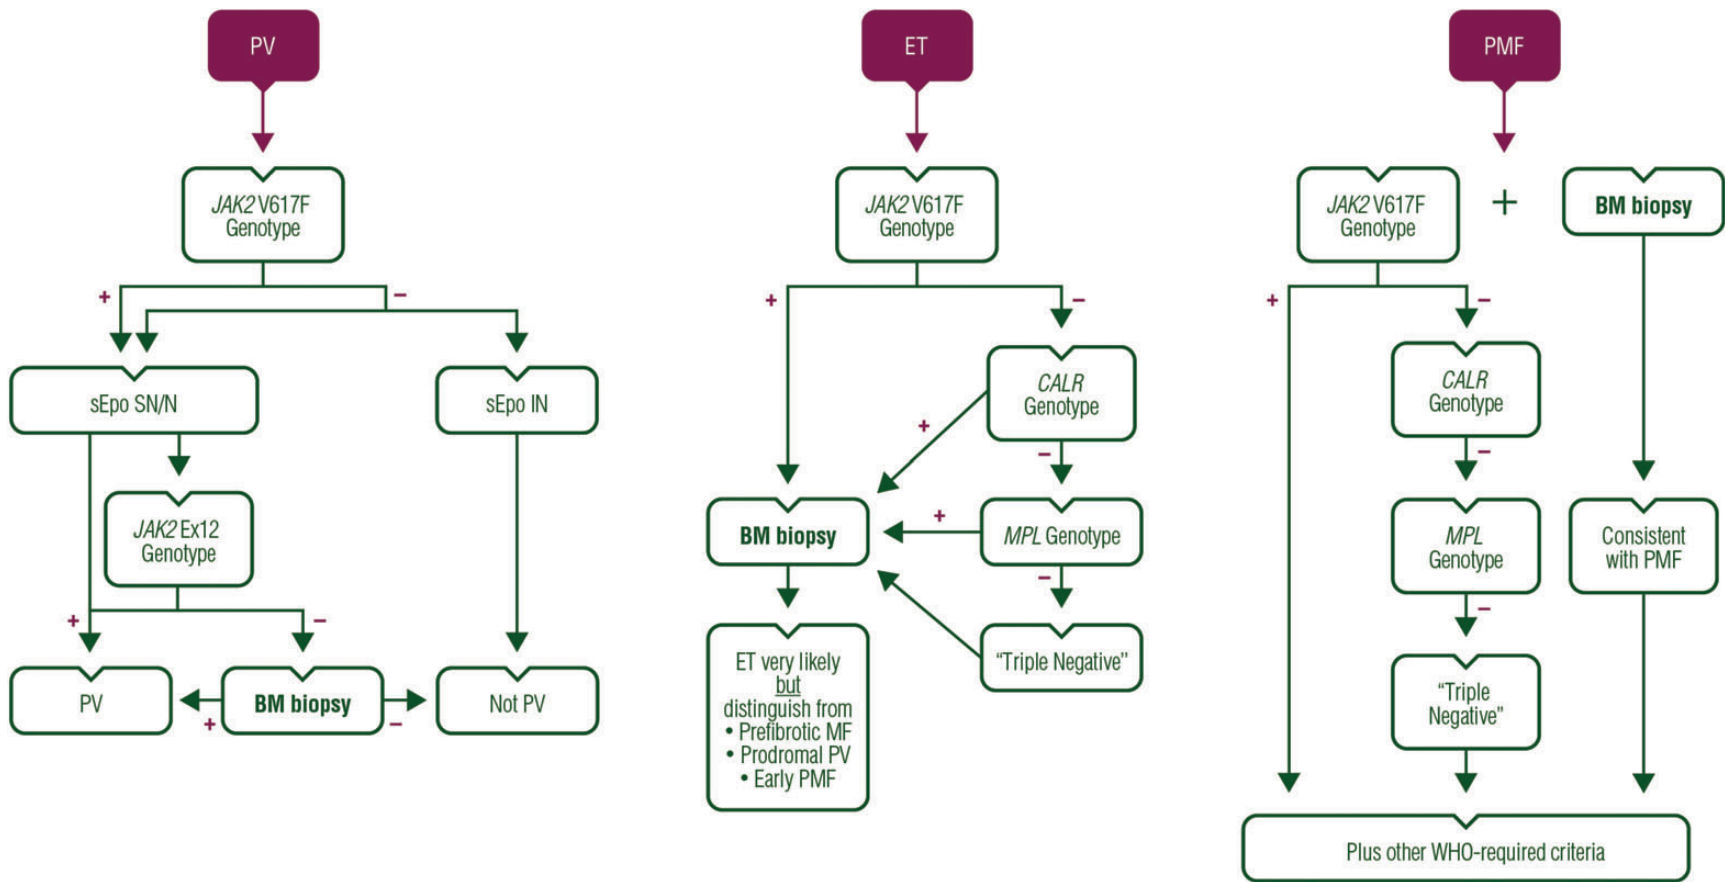 PV
JAK2 V617F
Genotype
+
−
sEpo SN/N
sEpo IN
JAK2 Ex12
Genotype
+
−
PV
+
BM biopsy
−
Not PV
ET
JAK2 V617F
Genotype
+
−
CALR
Genotype
+
−
BM biopsy
+
MPL Genotype
−
ET very likely
but
distinguish from
• Prefibrotic MF
• Prodromal PV
• Early PMF
“Triple Negative”
PMF
JAK2 V617F
Genotype
+
BM biopsy
+
−
CALR
Genotype
−
MPL
Genotype
Consistent
with PMF
−
“Triple
Negative”
Plus other WHO-required criteria